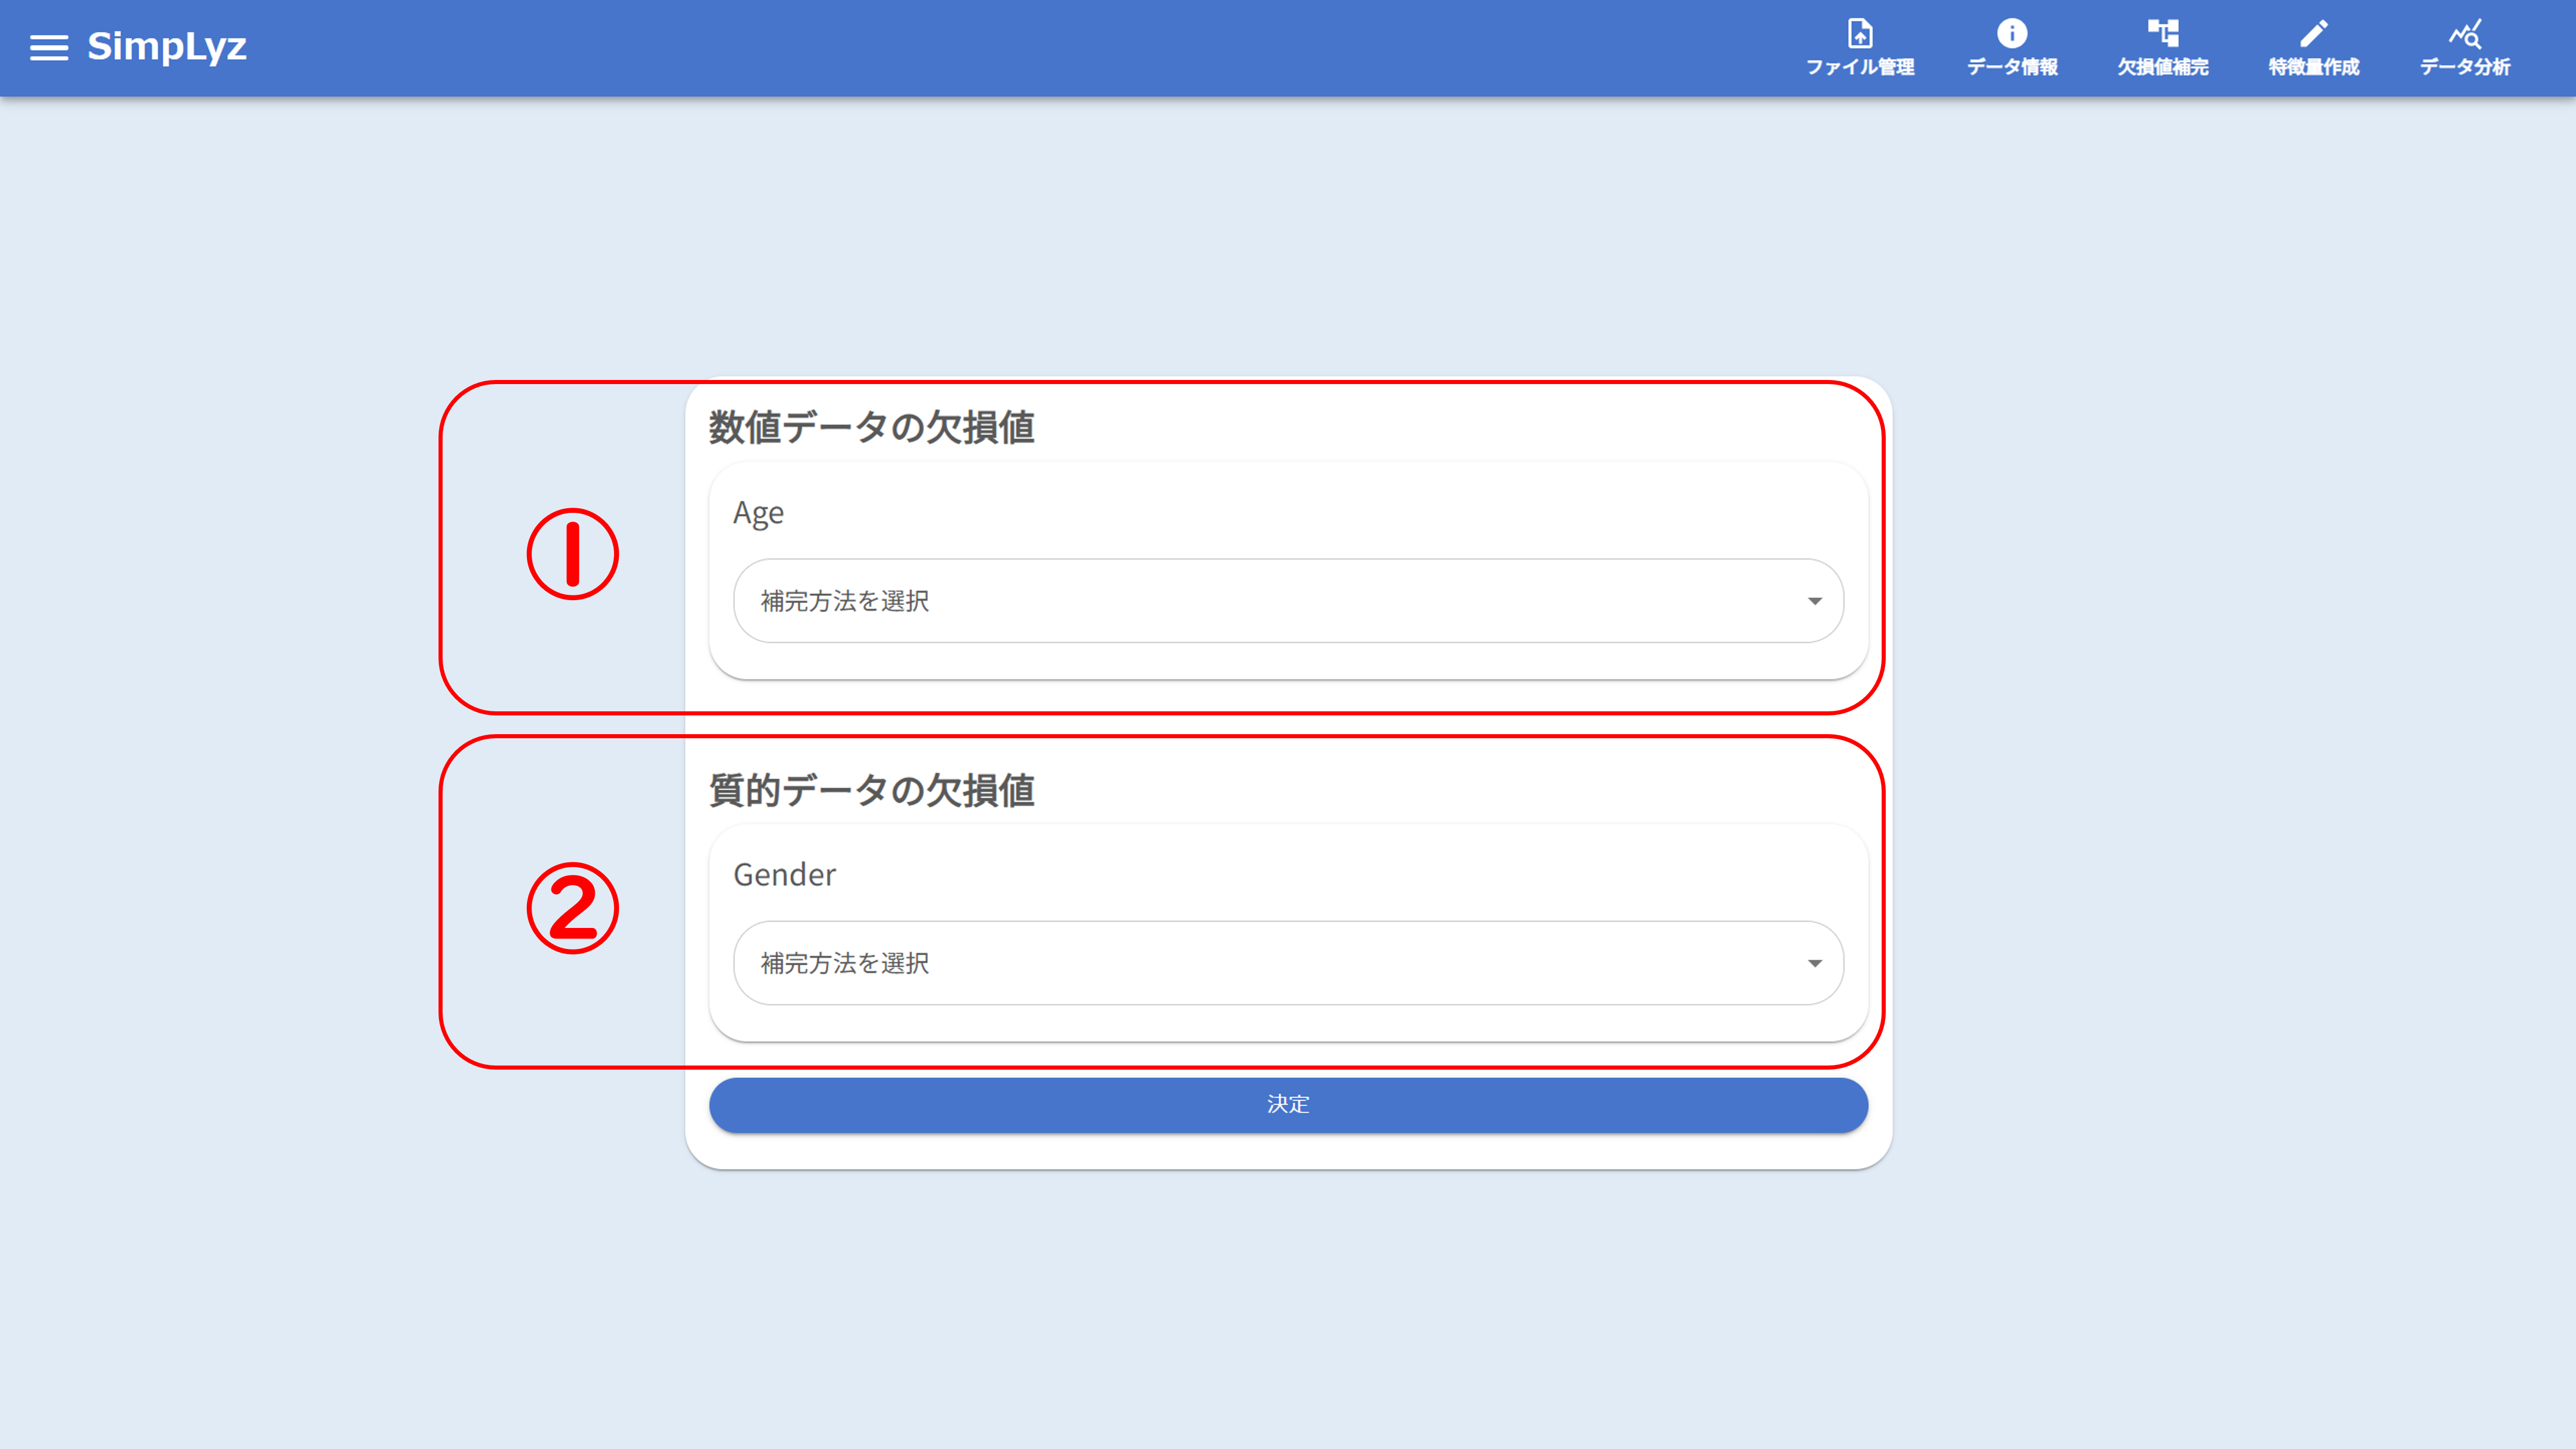 SimpLyz
ファイル管理
データ情報
欠損値補完
特徴量作成
データ分析
数値データの欠損値
①
Age
補完方法を選択
質的データの欠損値
②
Gender
補完方法を選択
決定